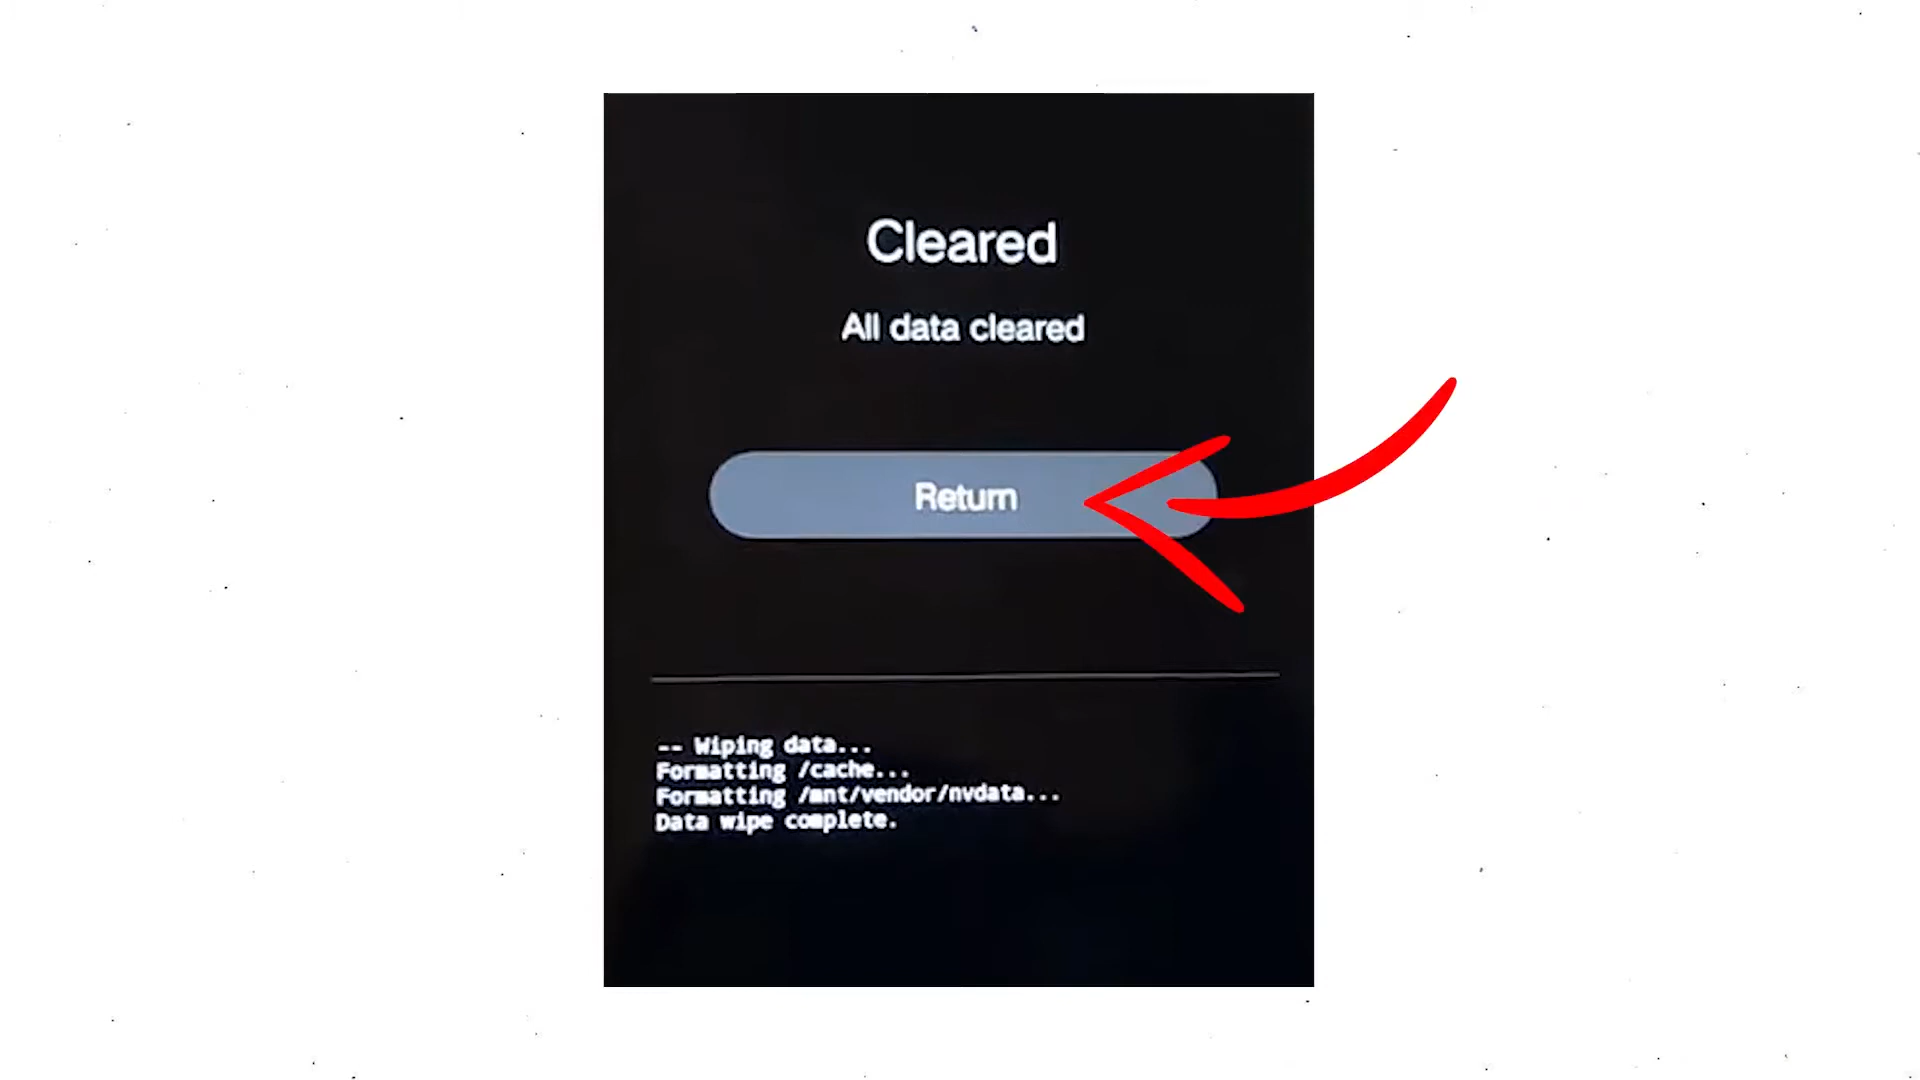 Cleared
All data cleared
Return
-- Wiping data...
Formatting /cache...
Formatting /mnt/vendor/nvdata...
Data wipe complete.